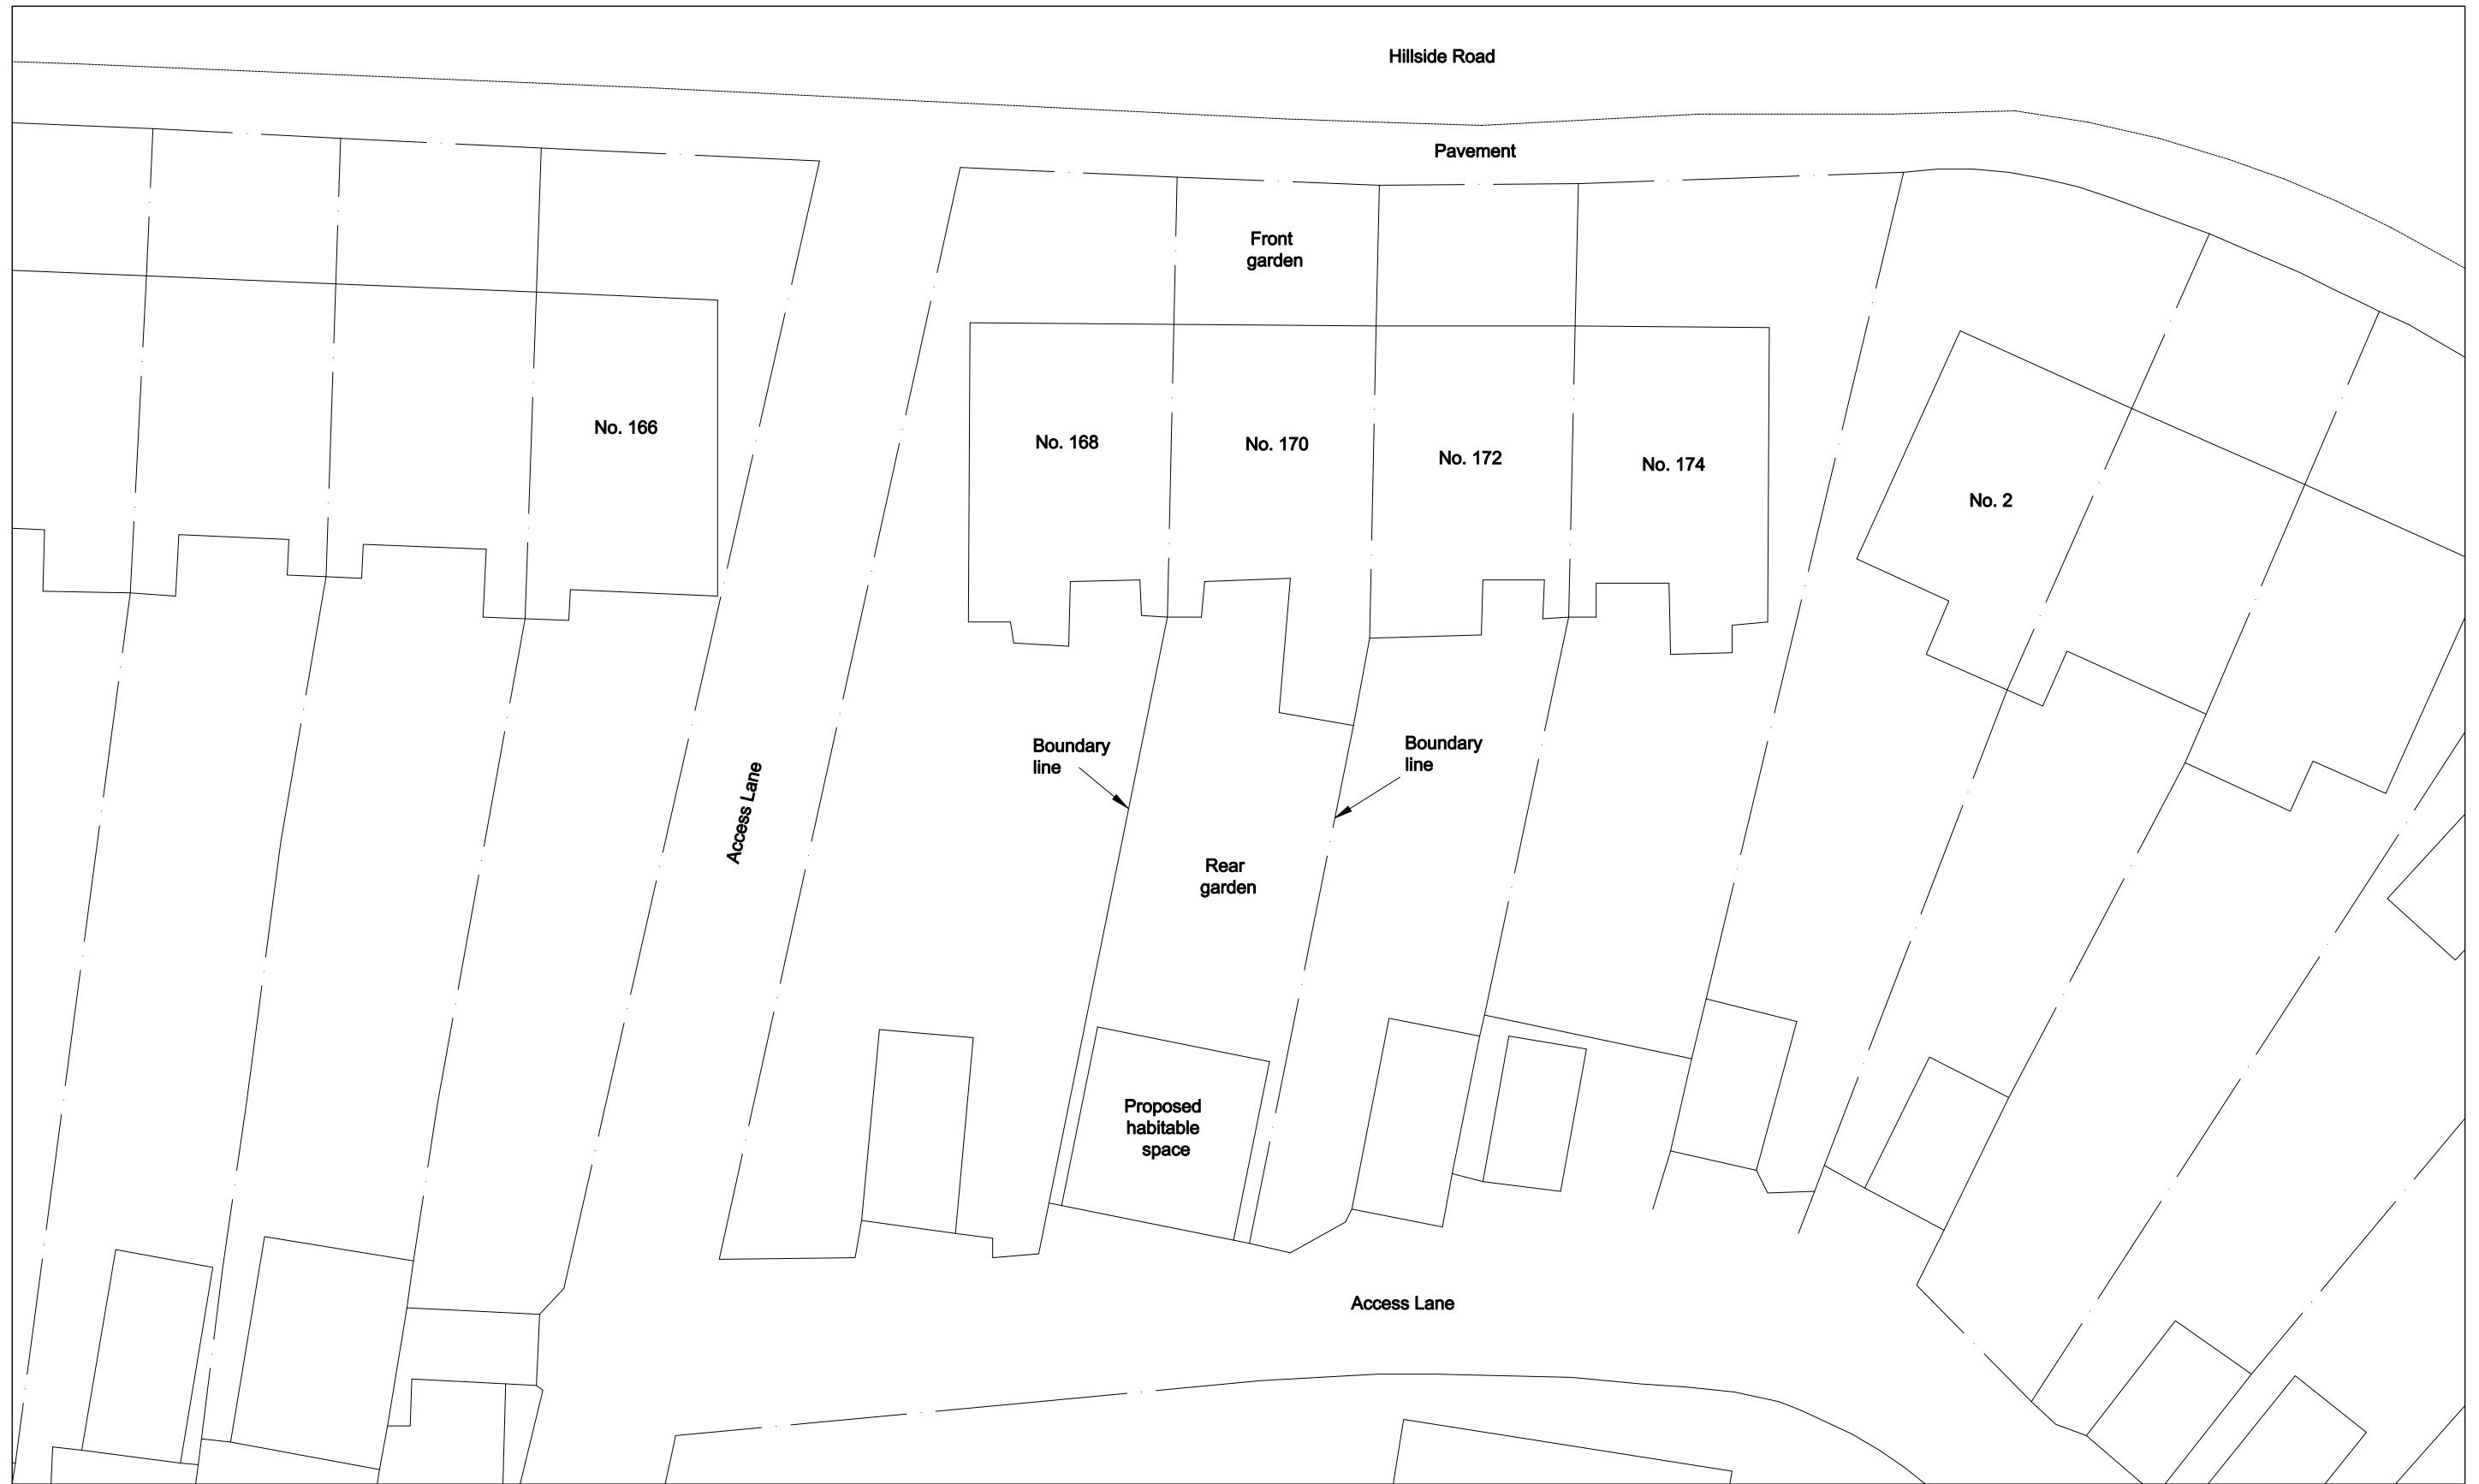 Hillside Road
Pavement
Front
garden
No. 166
No. 168
No. 170
No. 172
No. 174
No. 2
Boundary
line
Boundary
line
Access Lane
Rear
garden
Proposed
habitable
space
Access Lane